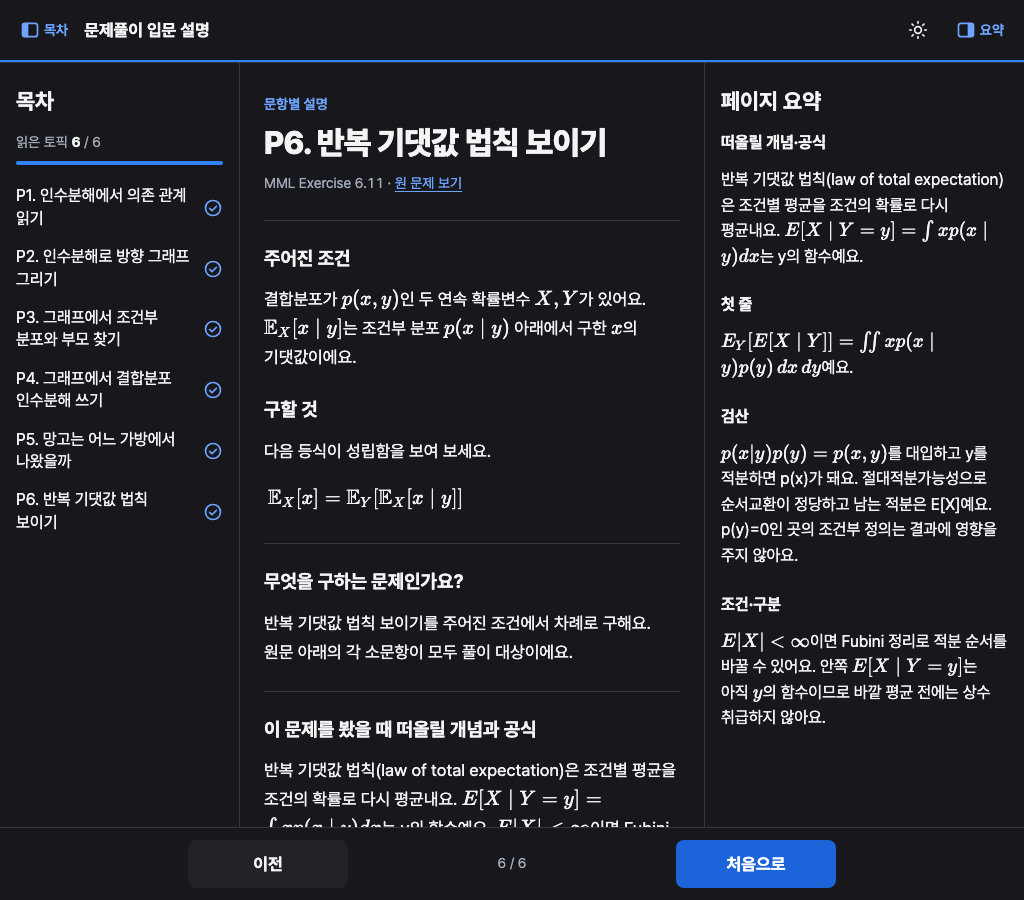 목차
문제풀이 입문 설명
요약
목차
읽은 토픽 6 / 6
P1. 인수분해에서 의존 관계
읽기
P2. 인수분해로 방향 그래프
그리기
P3. 그래프에서 조건부
분포와 부모 찾기
P4. 그래프에서 결합분포
인수분해 쓰기
P5. 망고는 어느 가방에서
나왔을까
P6. 반복 기댓값 법칙
보이기
문항별 설명
P6. 반복 기댓값 법칙 보이기
MML Exercise 6.11 · 원 문제 보기
주어진 조건
결합분포가 p(x, y)인 두 연속 확률변수 X, Y가 있어요.
𝔼_X[x ∣ y]는 조건부 분포 p(x ∣ y) 아래에서 구한 x의
기댓값이에요.
구할 것
다음 등식이 성립함을 보여 보세요.
𝔼_X[x] = 𝔼_Y[𝔼_X[x ∣ y]]
무엇을 구하는 문제인가요?
반복 기댓값 법칙 보이기를 주어진 조건에서 차례로 구해요.
원문 아래의 각 소문항이 모두 풀이 대상이에요.
이 문제를 봤을 때 떠올릴 개념과 공식
반복 기댓값 법칙(law of total expectation)은 조건별 평균을
조건의 확률로 다시 평균내요. E[X ∣ Y = y] =
∫ xp(x ∣ y)dx는 y의 함수예요. E|X| < ∞이면 Fubini
페이지 요약
떠올릴 개념·공식
반복 기댓값 법칙(law of total expectation)
은 조건별 평균을 조건의 확률로 다시
평균내요. E[X ∣ Y = y] = ∫ xp(x ∣
y)dx는 y의 함수예요.
첫 줄
E_Y[E[X ∣ Y]] = ∬ xp(x ∣
y)p(y) dx dy예요.
검산
p(x|y)p(y) = p(x, y)를 대입하고 y를
적분하면 p(x)가 돼요. 절대적분가능성으로
순서교환이 정당하고 남는 적분은 E[X]예요.
p(y)=0인 곳의 조건부 정의는 결과에 영향을
주지 않아요.
조건·구분
E|X| < ∞이면 Fubini 정리로 적분 순서를
바꿀 수 있어요. 안쪽 E[X ∣ Y = y]는
아직 y의 함수이므로 바깥 평균 전에는 상수
취급하지 않아요.
이전
6 / 6
처음으로